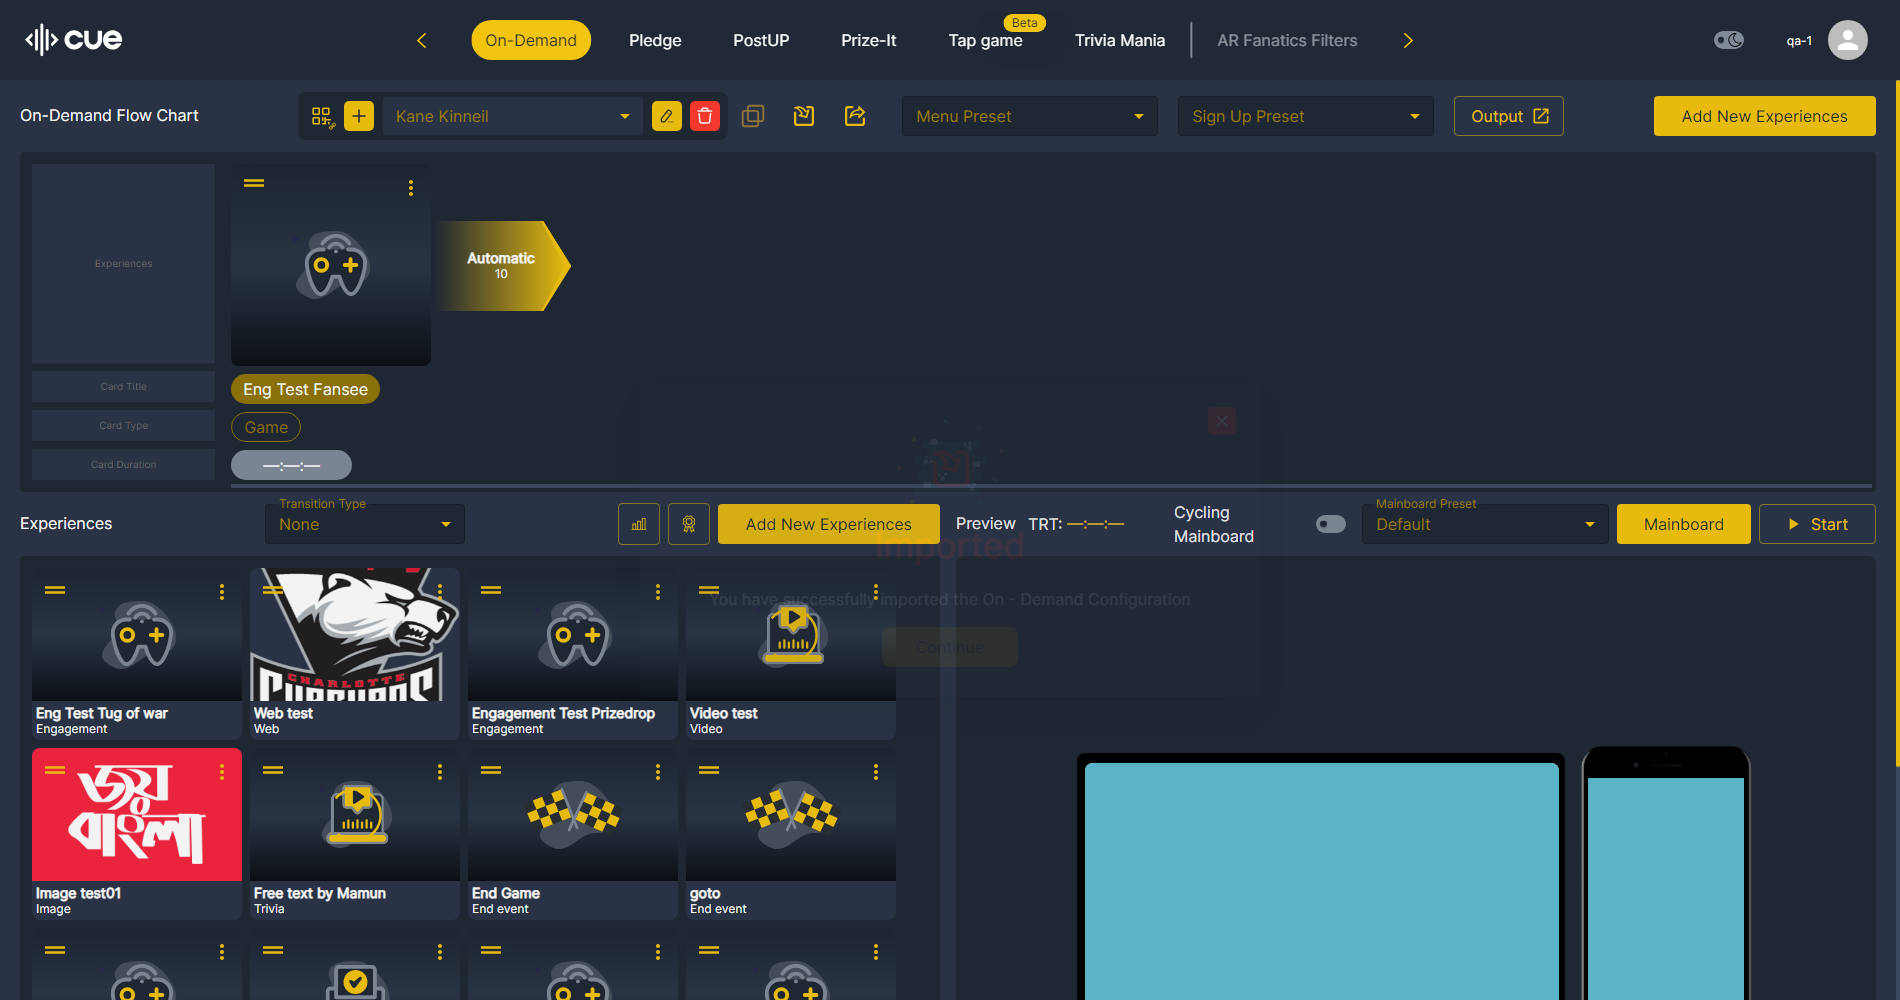 cue
On-Demand
Pledge
PostUP
Prize-It
Beta
Tap game
Trivia Mania
AR Fanatics Filters
qa-1
On-Demand Flow Chart
Kane Kinneil
Menu Preset
Sign Up Preset
Output
Add New Experiences
Experiences
Automatic
10
Card Title
Eng Test Fansee
Card Type
Game
Card Duration
—:—:—
Experiences
Transition Type
None
Add New Experiences
Preview
TRT: —:—:—
Cycling
Mainboard
Mainboard Preset
Default
Mainboard
Start
Imported
You have successfully imported the On - Demand Configuration
Continue
CHARLOTTE
Eng Test Tug of war
Engagement
Web test
Web
Engagement Test Prizedrop
Engagement
Video test
Video
জয়
বাংলা
Image test01
Image
Free text by Mamun
Trivia
End Game
End event
goto
End event